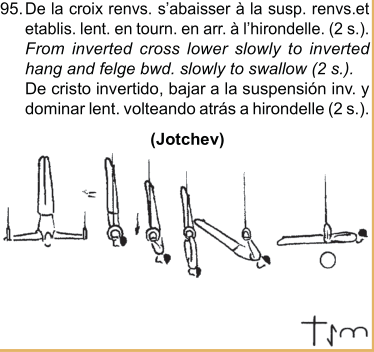 95. De la croix renvs. s'abaisser à la susp. renvs.et
etablis. lent. en tourn. en arr. à l'hirondelle. (2 s.).
From inverted cross lower slowly to inverted
hang and felge bwd. slowly to swallow (2 s.).
De cristo invertido, bajar a la suspensión inv. y
dominar lent. volteando atrás a hirondelle (2 s.).
(Jotchev)